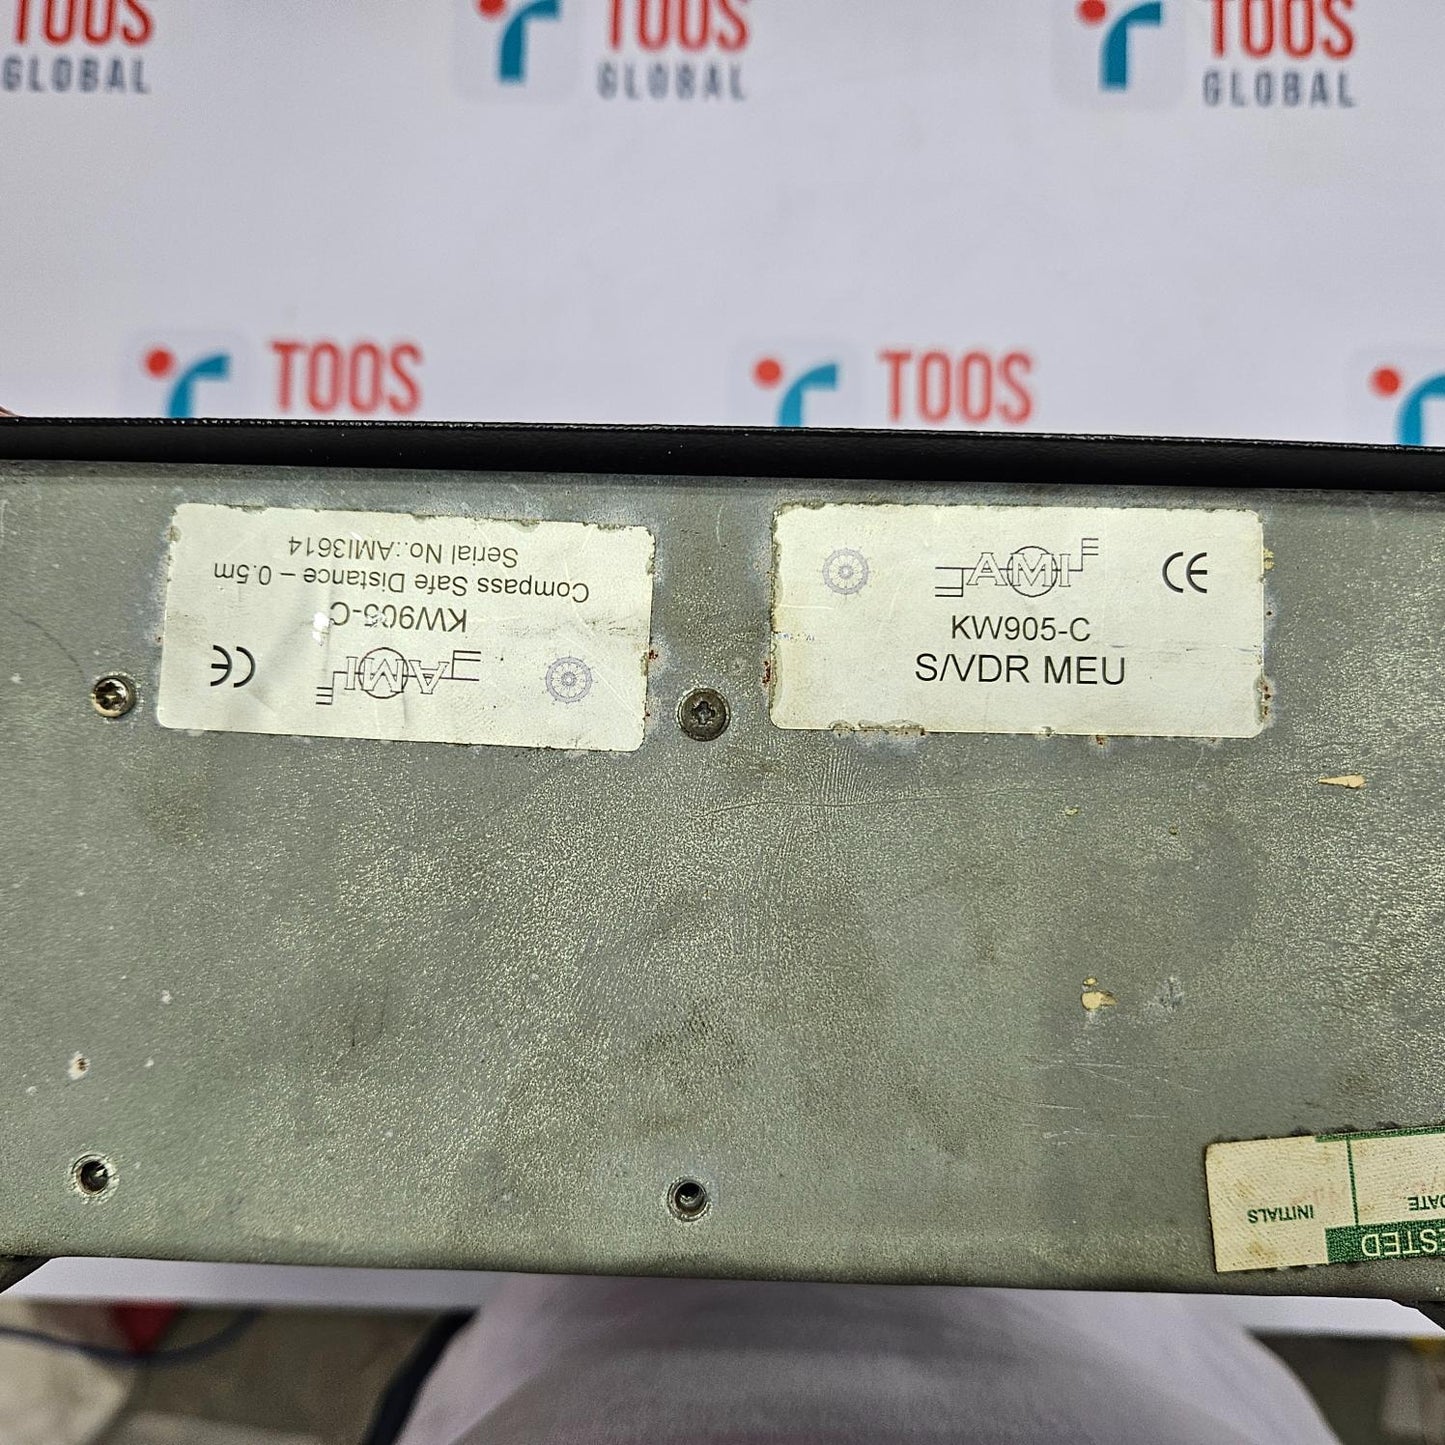 TOOS
GLOBAL
TOOS
GLOBAL
TOOS
GLOBAL
TOOS
TOOS
CE
AMI
KW905-C
Compass Safe Distance – 0.5m
Serial No.:AMI3614
AMI
CE
KW905-C
S/VDR MEU
ESTED
DATE
INITIALS